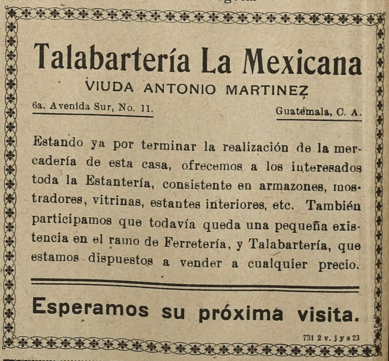 Talabartería La Mexicana
VIUDA ANTONIO MARTINEZ
6a. Avenida Sur, No. 11. Guatemala, C. A.
Estando ya por terminar la realización de la mer-
cadería de esta casa, ofrecemos a los interesados
toda la Estantería, consistente en armazones, mos-
tradores, vitrinas, estantes interiores, etc. También
participamos que todavía queda una pequeña exis-
tencia en el ramo de Ferretería, y Talabartería, que
estamos dispuestos a vender a cualquier precio.
Esperamos su próxima visita.
731 2 v. j y s 23